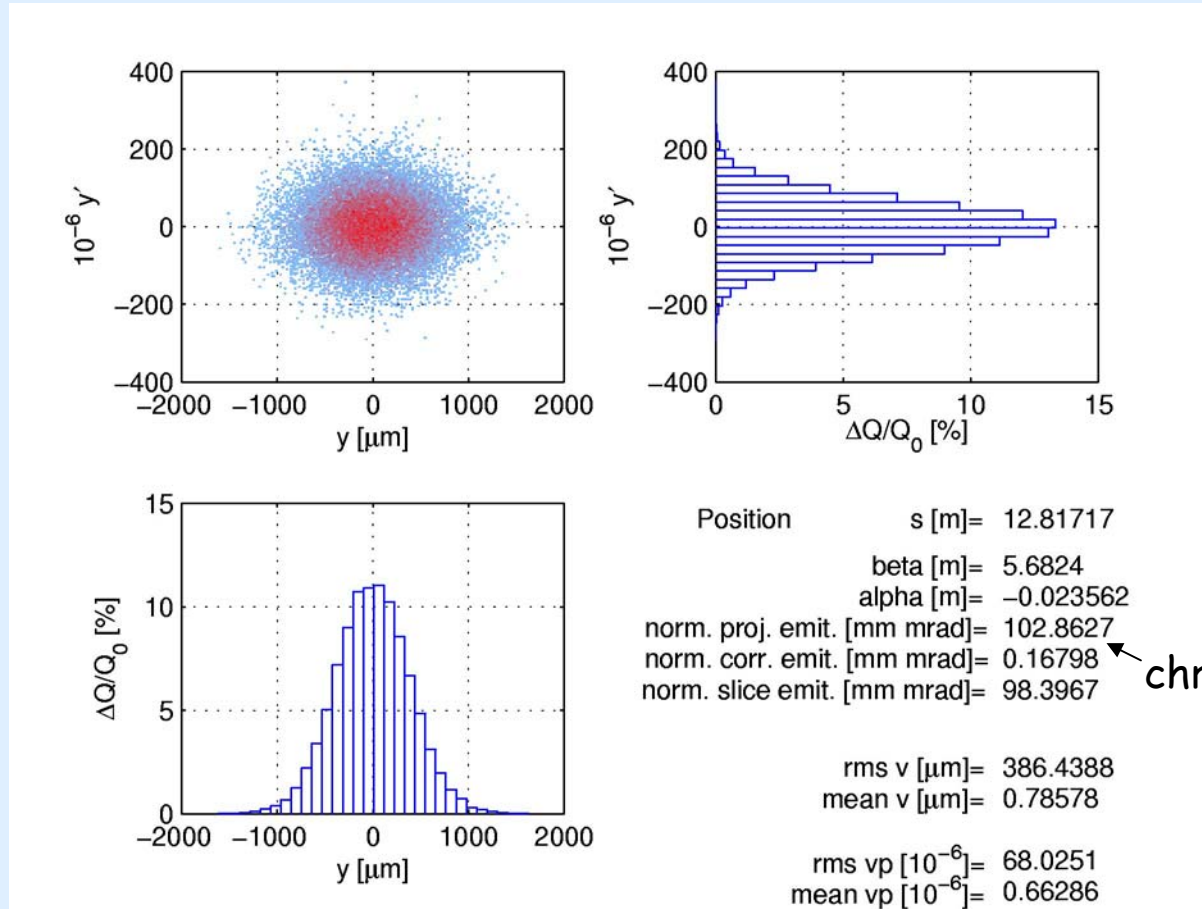 400
200
0
−200
−400
10⁻⁶ y′
−2000 −1000 0 1000 2000
y [μm]
400
200
0
−200
−400
10⁻⁶ y′
0 5 10 15
ΔQ/Q₀ [%]
15
10
5
0
ΔQ/Q₀ [%]
−2000 −1000 0 1000 2000
y [μm]
Position s [m]= 12.81717
beta [m]= 5.6824
alpha [m]= −0.023562
norm. proj. emit. [mm mrad]= 102.8627
norm. corr. emit. [mm mrad]= 0.16798
norm. slice emit. [mm mrad]= 98.3967
rms v [μm]= 386.4388
mean v [μm]= 0.78578
rms vp [10⁻⁶]= 68.0251
mean vp [10⁻⁶]= 0.66286